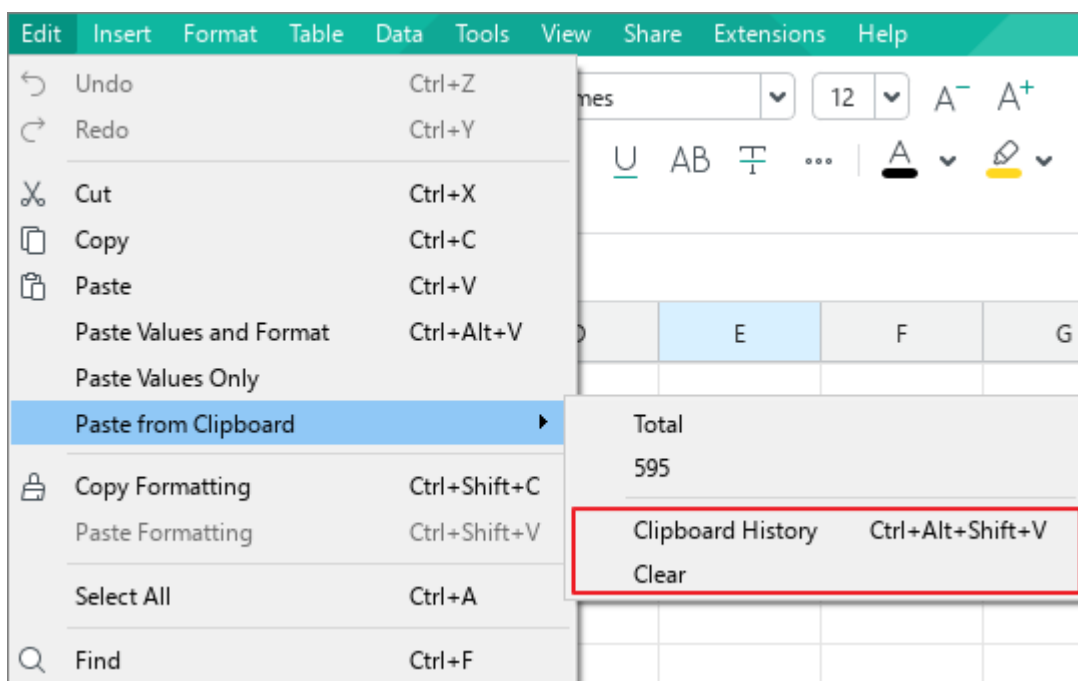 Edit Insert Format Table Data Tools View Share Extensions Help
Undo Ctrl+Z
Redo Ctrl+Y
Cut Ctrl+X
Copy Ctrl+C
Paste Ctrl+V
Paste Values and Format Ctrl+Alt+V
Paste Values Only
Paste from Clipboard
Copy Formatting Ctrl+Shift+C
Paste Formatting Ctrl+Shift+V
Select All Ctrl+A
Find Ctrl+F
12 A- A+
U AB T ... A
E F G
Total
595
Clipboard History Ctrl+Alt+Shift+V
Clear